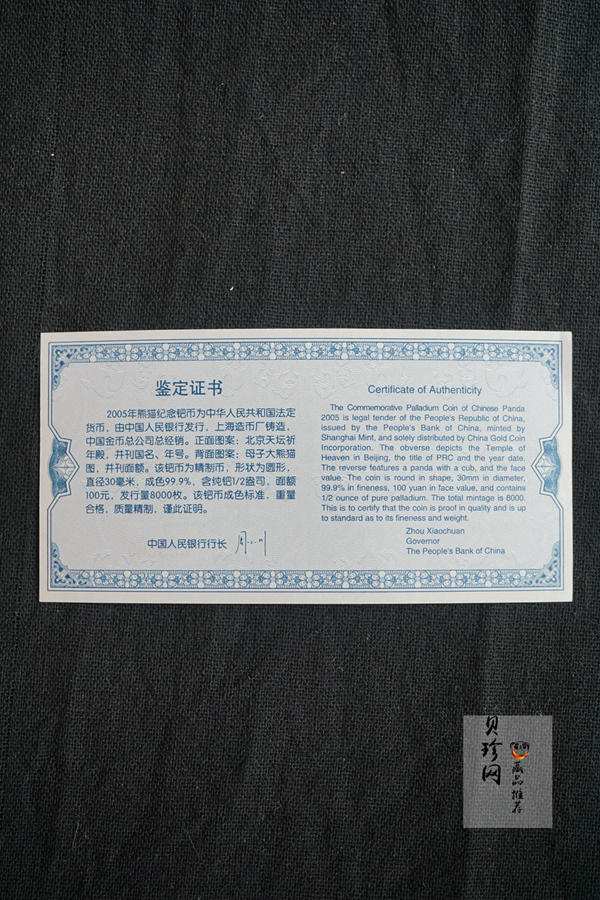 鉴定证书
2005年熊猫纪念钯币为中华人民共和国法定
货币，由中国人民银行发行，上海造币厂铸造，
中国金币总公司总经销。正面图案：北京天坛祈
年殿，并刊国名、年号。背面图案：母子大熊猫
图，并刊面额。该钯币为精制币，形状为圆形，
直径30毫米，成色99.9%，含纯钯1/2盎司，面额
100元，发行量8000枚。该钯币成色标准，重量
合格，质量精制，谨此证明。
中国人民银行行长
Certificate of Authenticity
The Commemorative Palladium Coin of Chinese Panda
2005 is legal tender of the People's Republic of China,
issued by the People's Bank of China, minted by
Shanghai Mint, and solely distributed by China Gold Coin
Incorporation. The obverse depicts the Temple of
Heaven in Beijing, the title of PRC and the year date.
The reverse features a panda with a cub, and the face
value. The coin is round in shape, 30mm in diameter,
99.9% in fineness, 100 yuan in face value, and contains
1/2 ounce of pure palladium. The total mintage is 8000.
This is to certify that the coin is proof in quality and is up
to standard as to its fineness and weight.
Zhou Xiaochuan
Governor
The People's Bank of China
贝珍网
藏品推荐